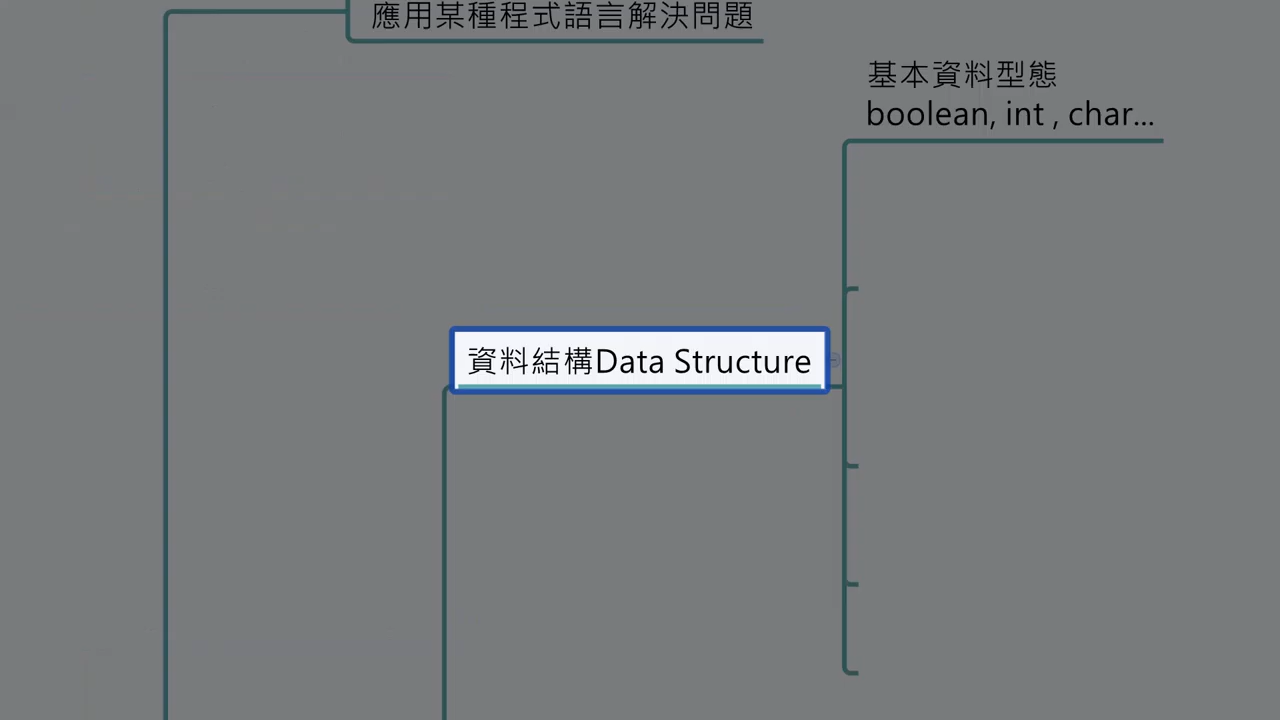 應用某種程式語言解決問題
基本資料型態
boolean, int , char...
資料結構Data Structure